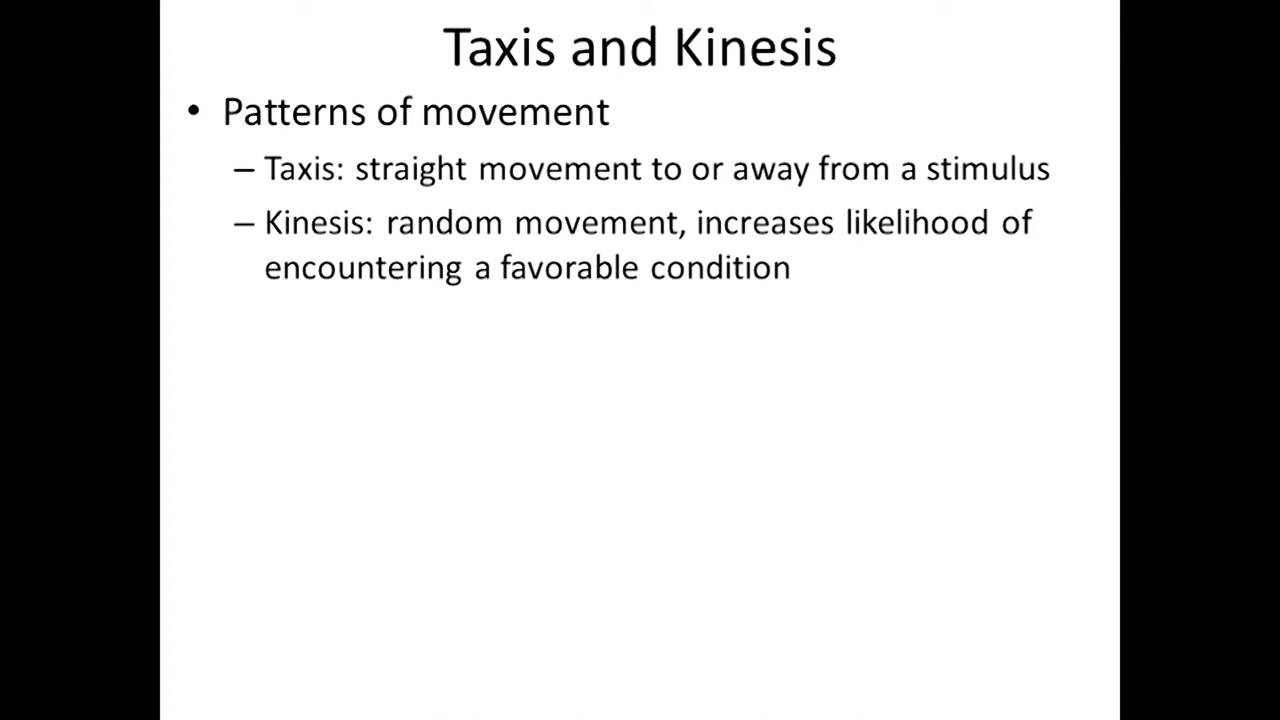 Taxis and Kinesis
• Patterns of movement
– Taxis: straight movement to or away from a stimulus
– Kinesis: random movement, increases likelihood of
encountering a favorable condition